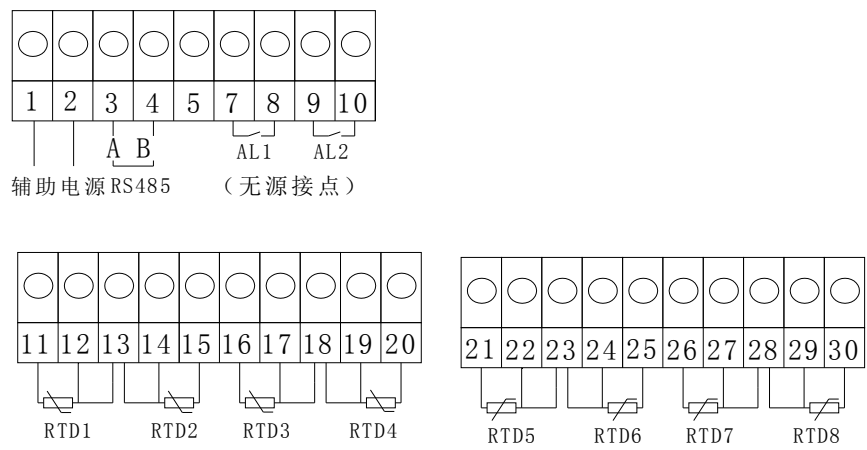 1 2 3 4 5 7 8 9 10
A B
AL1 AL2
辅助电源 RS485 （无源接点）
11 12 13 14 15 16 17 18 19 20
RTD1 RTD2 RTD3 RTD4
21 22 23 24 25 26 27 28 29 30
RTD5 RTD6 RTD7 RTD8